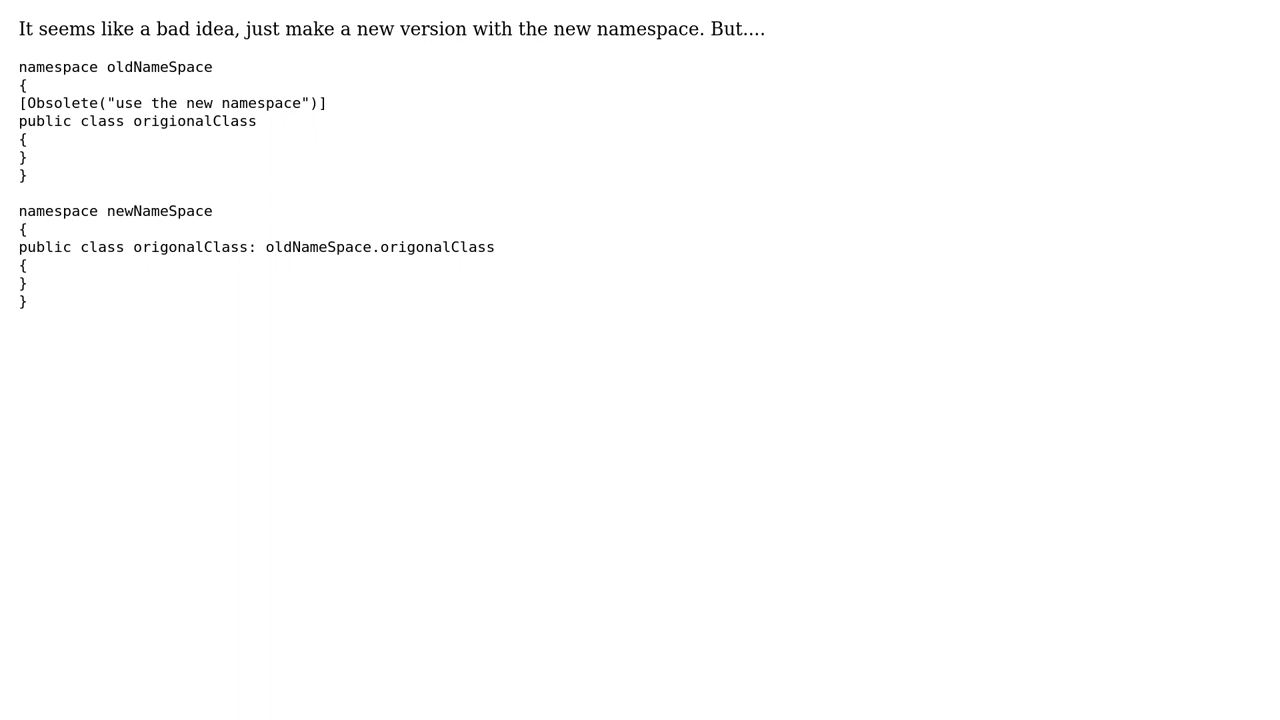 It seems like a bad idea, just make a new version with the new namespace. But....
namespace oldNameSpace
{
[Obsolete("use the new namespace")]
public class origionalClass
{
}
}
namespace newNameSpace
{
public class origonalClass: oldNameSpace.origonalClass
{
}
}